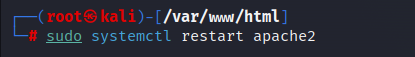 ┌──(root㉿kali)-[/var/www/html]
└─# sudo systemctl restart apache2